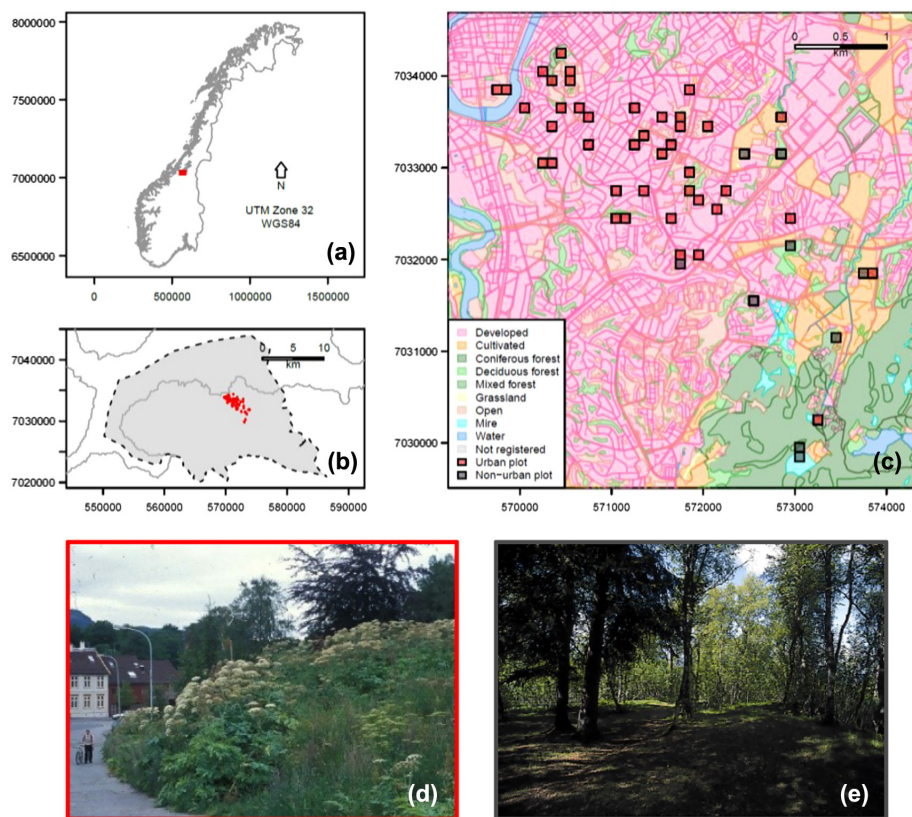 8000000
7500000
7000000
6500000
N
UTM Zone 32
WGS84
(a)
0 500000 1000000 1500000
7040000
7030000
7020000
0 10
km
(b)
550000 560000 570000 580000 590000
7034000
7033000
7032000
7031000
7030000
0 0.5 1
km
Developed
Cultivated
Coniferous forest
Deciduous forest
Mixed forest
Grassland
Open
Mire
Water
Not registered
Urban plot
Non-urban plot
(c)
570000 571000 572000 573000 574000
(d)
(e)